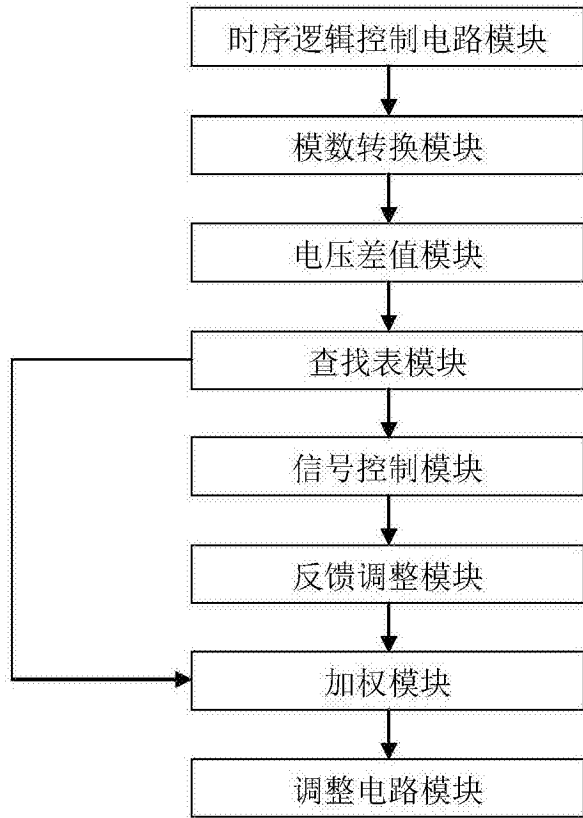 时序逻辑控制电路模块
模数转换模块
电压差值模块
查找表模块
信号控制模块
反馈调整模块
加权模块
调整电路模块